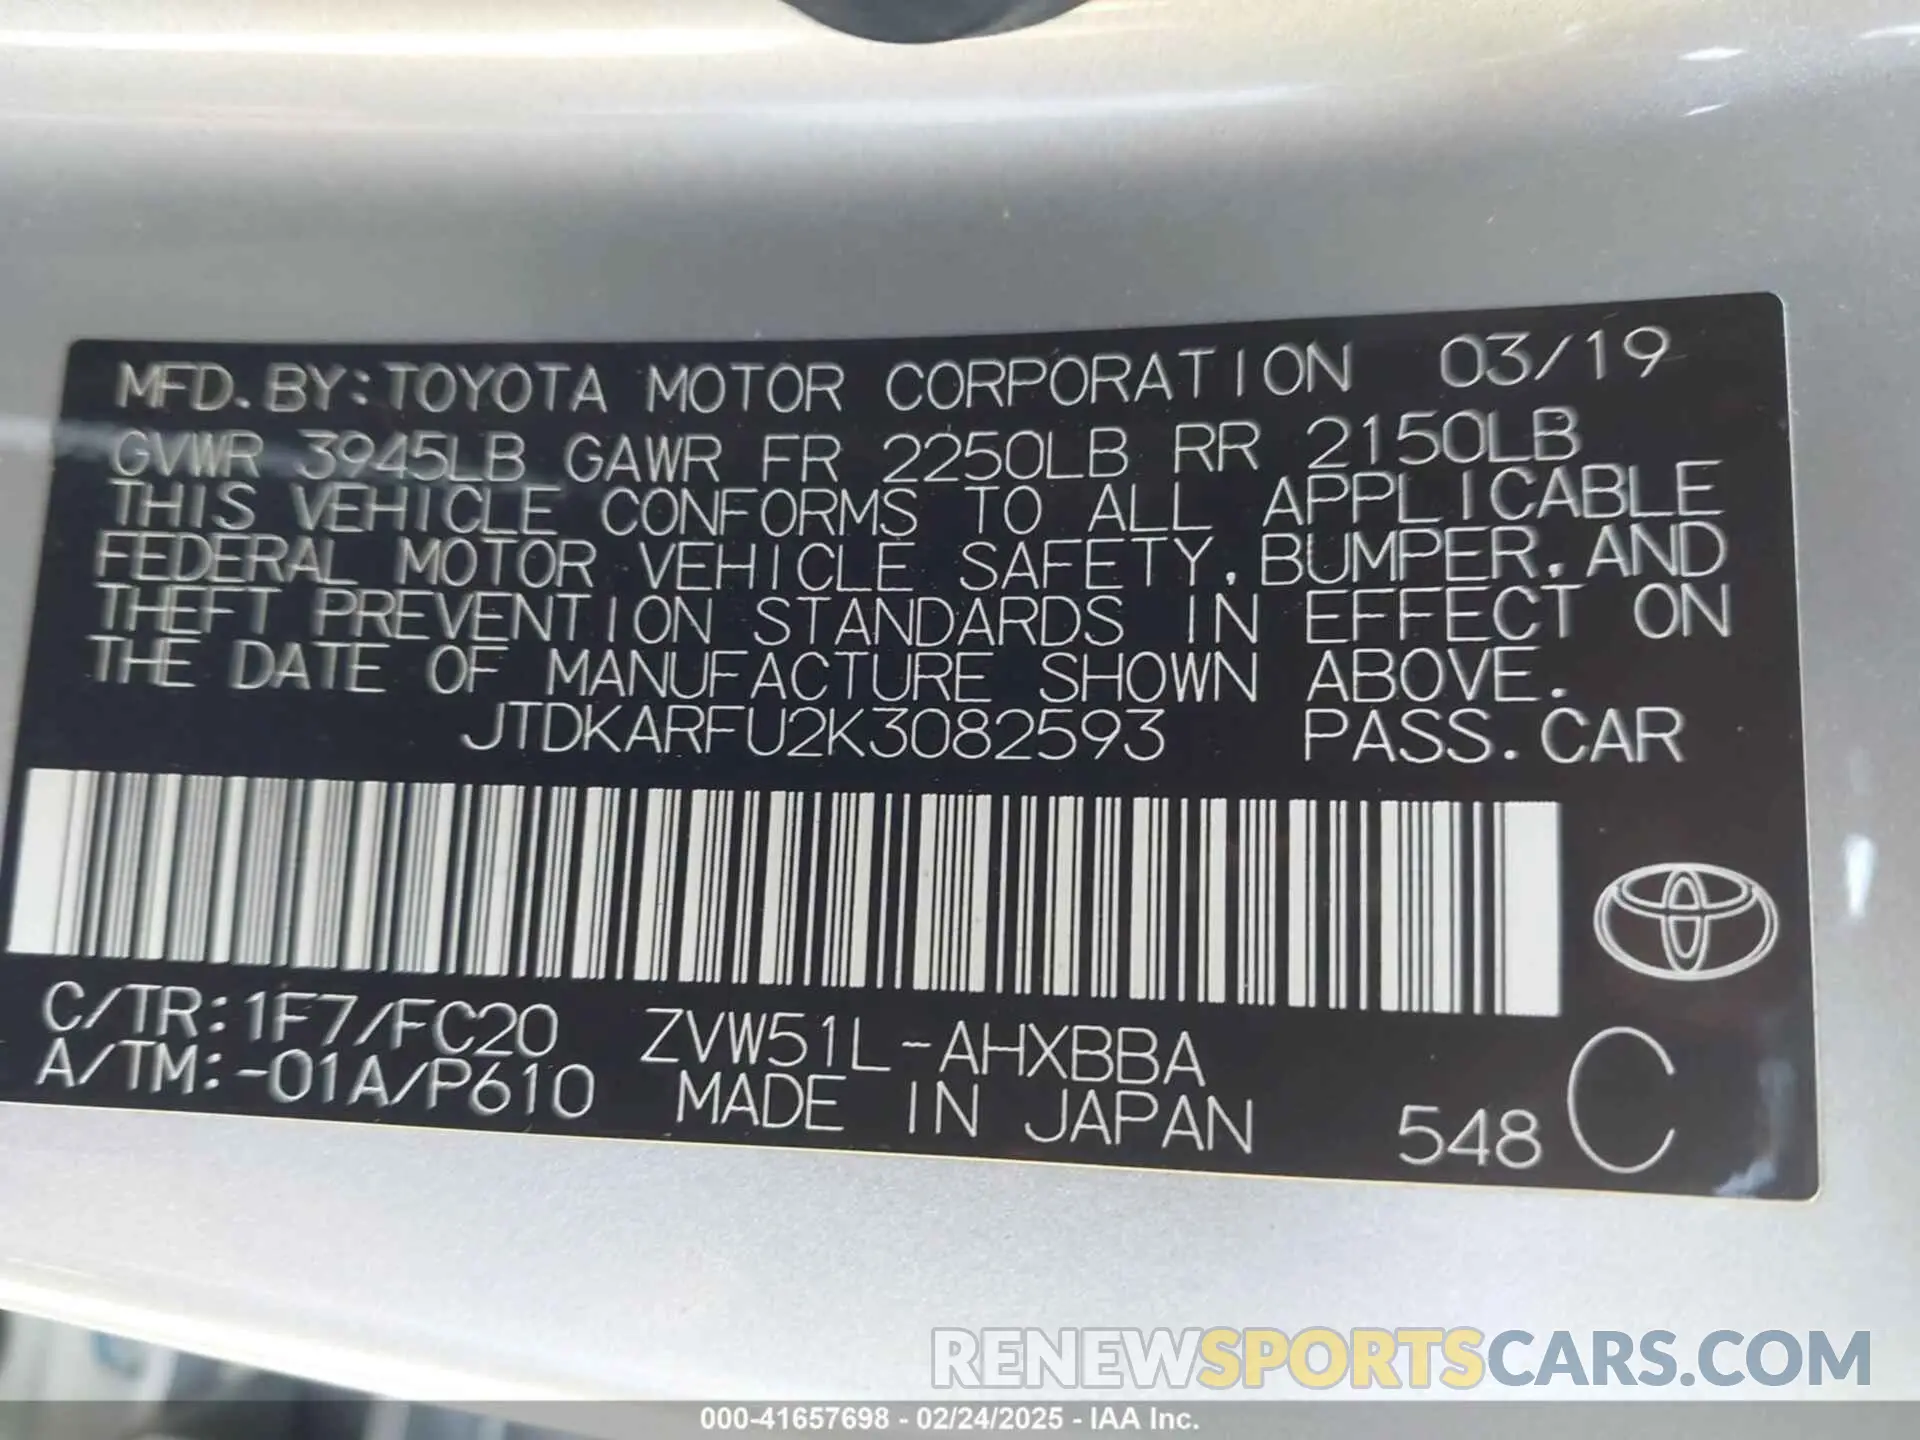 MFD. BY: TOYOTA MOTOR CORPORATION 03/19
GVWR 3945LB GAWR FR 2250LB RR 2150LB
THIS VEHICLE CONFORMS TO ALL APPLICABLE
FEDERAL MOTOR VEHICLE SAFETY, BUMPER, AND
THEFT PREVENTION STANDARDS IN EFFECT ON
THE DATE OF MANUFACTURE SHOWN ABOVE.
JTDKARFU2K3082593 PASS. CAR
C/TR: 1F7/FC20 ZVW51L-AHXBBA
A/TM: -01A/P610 MADE IN JAPAN 548 C
RENEWSPORTSCARS.COM
000-41657698 - 02/24/2025 - IAA Inc.